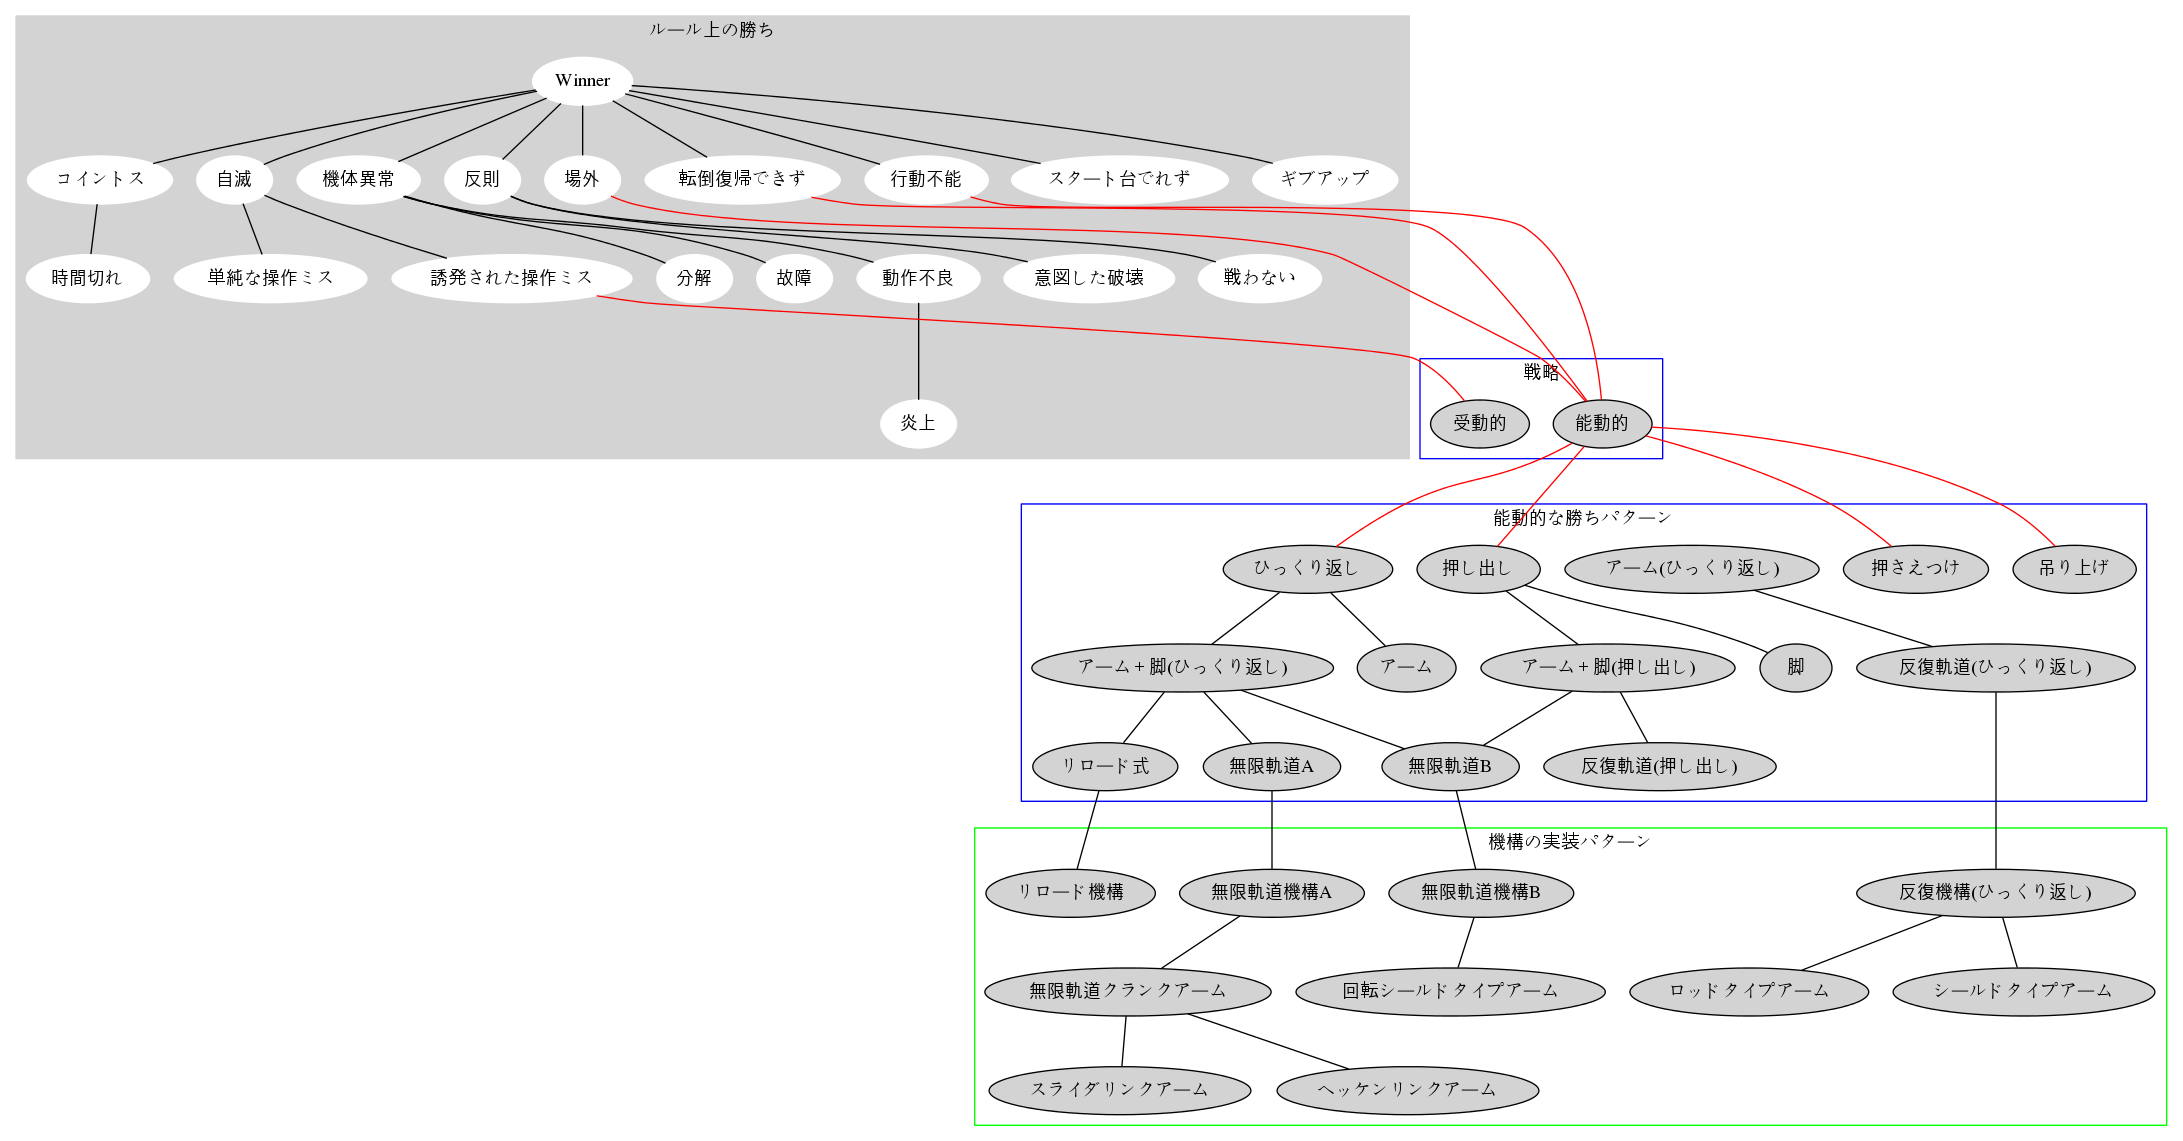 ルール上の勝ち
Winner
コイントス
自滅
機体異常
反則
場外
転倒復帰できず
行動不能
スタート台でれず
ギブアップ
時間切れ
単純な操作ミス
誘発された操作ミス
分解
故障
動作不良
意図した破壊
戦わない
戦略
炎上
受動的
能動的
能動的な勝ちパターン
ひっくり返し
押し出し
アーム(ひっくり返し)
押さえつけ
吊り上げ
アーム+脚(ひっくり返し)
アーム
アーム+脚(押し出し)
脚
反復軌道(ひっくり返し)
リロード式
無限軌道A
無限軌道B
反復軌道(押し出し)
機構の実装パターン
リロード機構
無限軌道機構A
無限軌道機構B
反復機構(ひっくり返し)
無限軌道クランクアーム
回転シールドタイプアーム
ロッドタイプアーム
シールドタイプアーム
スライダリンクアーム
ヘッケンリンクアーム